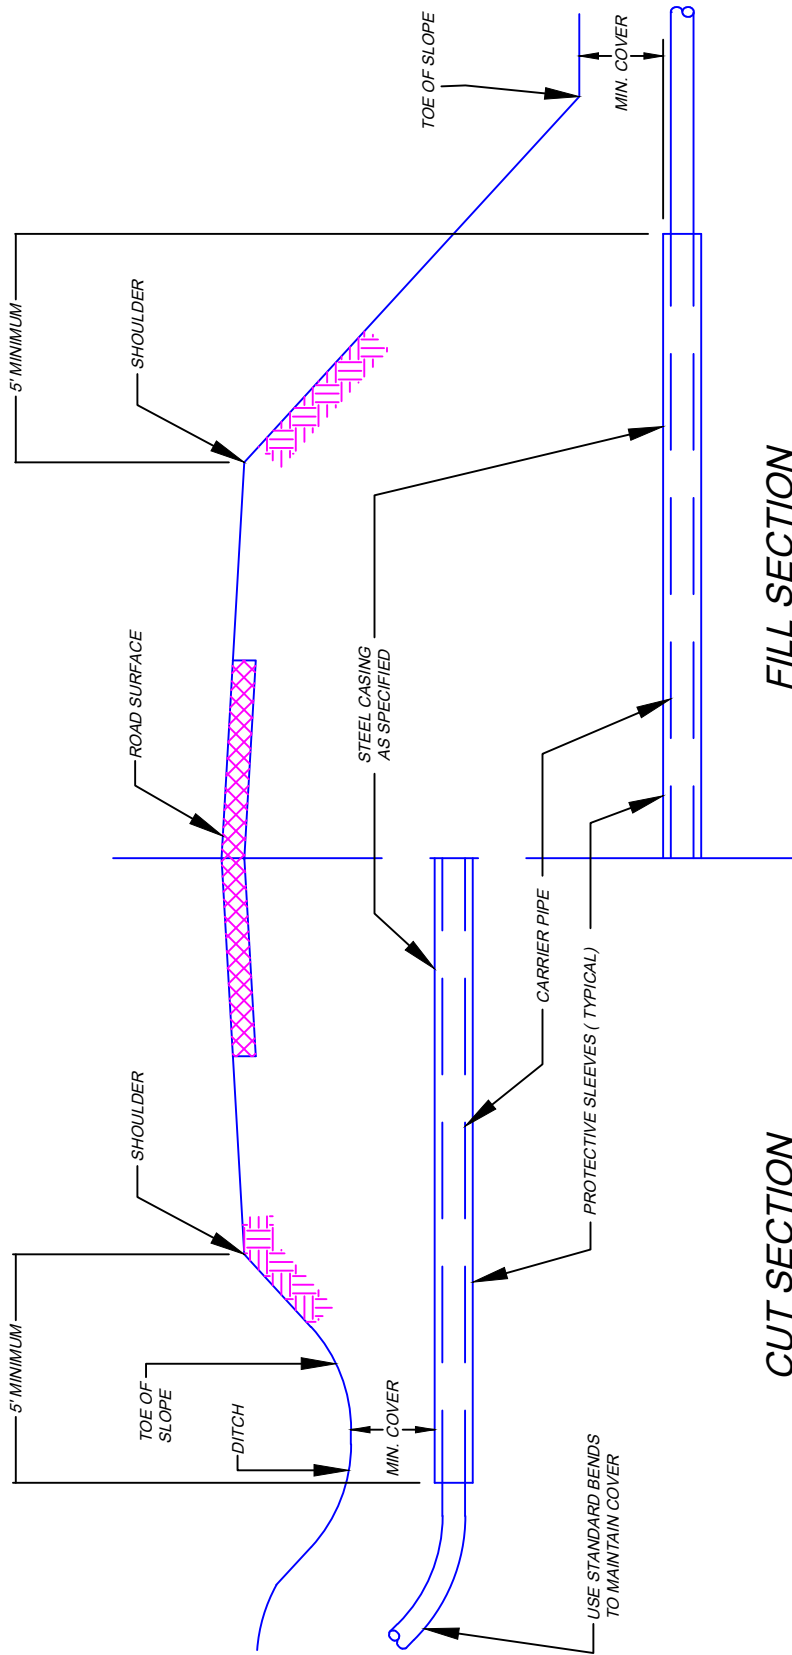 5' MINIMUM
5' MINIMUM
SHOULDER
ROAD SURFACE
SHOULDER
TOE OF SLOPE
TOE OF
SLOPE
DITCH
MIN. COVER
MIN. COVER
STEEL CASING
AS SPECIFIED
CARRIER PIPE
PROTECTIVE SLEEVES ( TYPICAL)
USE STANDARD BENDS
TO MAINTAIN COVER
CUT SECTION
FILL SECTION